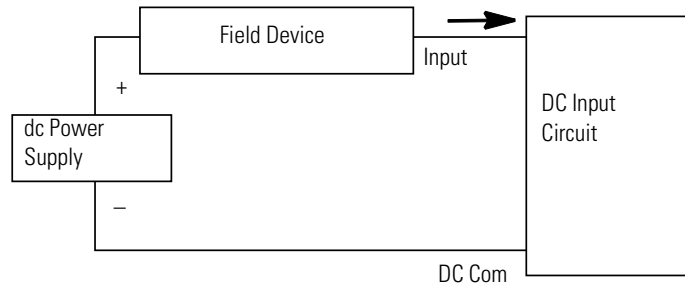 Field Device
Input
+
dc Power
Supply
DC Input
Circuit
–
DC Com